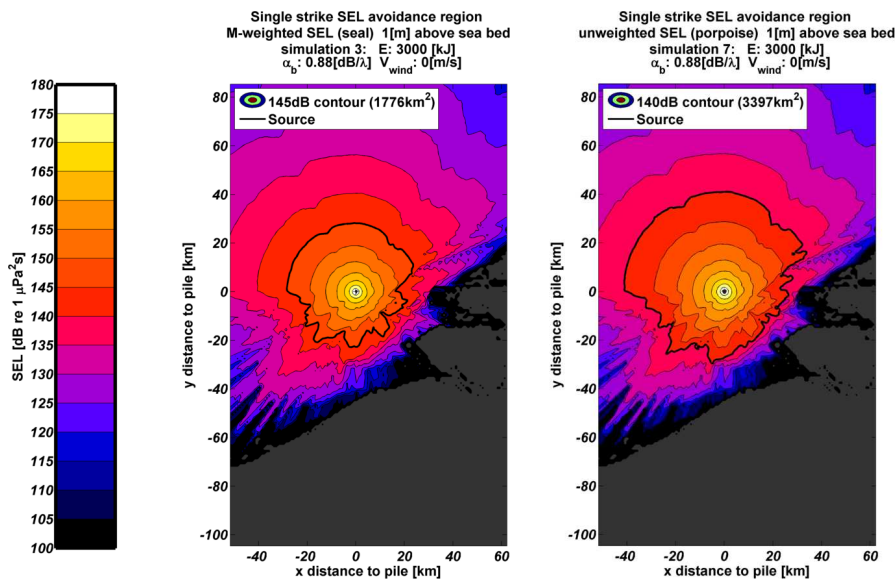 Single strike SEL avoidance region
M-weighted SEL (seal) 1[m] above sea bed
simulation 3: E: 3000 [kJ]
αb: 0.88[dB/λ] Vwind: 0[m/s]
145dB contour (1776km²)
Source
80
60
40
20
0
-20
-40
-60
-80
-100
y distance to pile [km]
-40 -20 0 20 40 60
x distance to pile [km]
Single strike SEL avoidance region
unweighted SEL (porpoise) 1[m] above sea bed
simulation 7: E: 3000 [kJ]
αb: 0.88[dB/λ] Vwind: 0[m/s]
140dB contour (3397km²)
Source
80
60
40
20
0
-20
-40
-60
-80
-100
y distance to pile [km]
-40 -20 0 20 40 60
x distance to pile [km]
SEL [dB re 1 μPa²s]
180
175
170
165
160
155
150
145
140
135
130
125
120
115
110
105
100